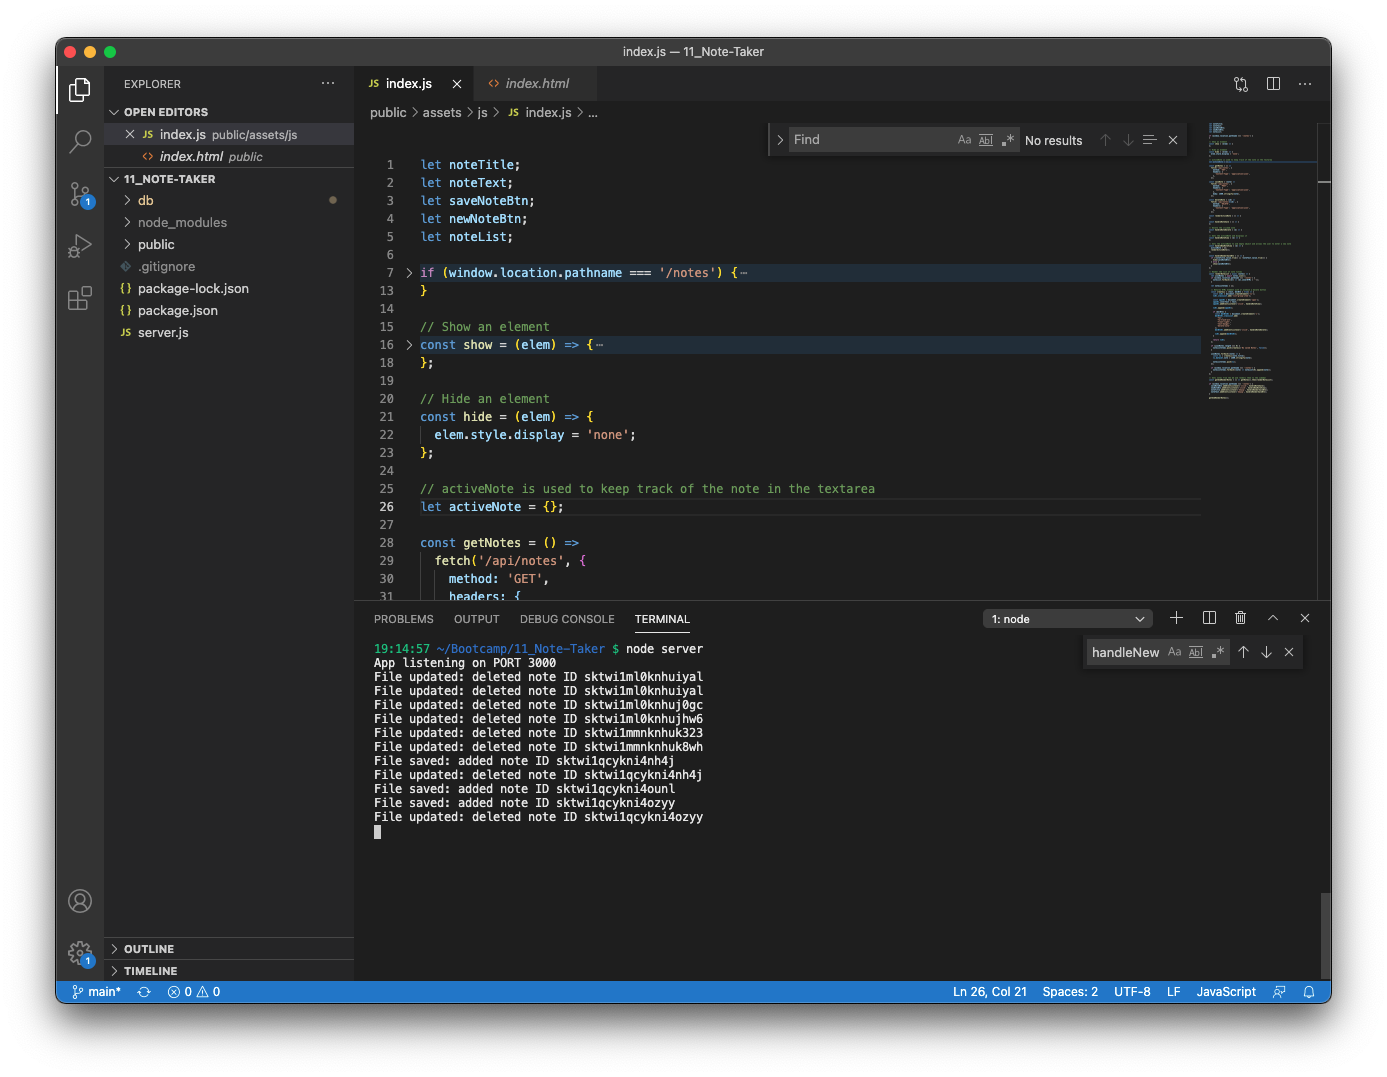 index.js — 11_Note-Taker
EXPLORER
OPEN EDITORS
JS index.js public/assets/js
<> index.html public
11_NOTE-TAKER
db
node_modules
public
.gitignore
{} package-lock.json
{} package.json
JS server.js
OUTLINE
TIMELINE
1
1
JS index.js
<> index.html
public > assets > js > JS index.js > ...
Find
Aa Abl .*
No results
1 let noteTitle;
2 let noteText;
3 let saveNoteBtn;
4 let newNoteBtn;
5 let noteList;
6
7 if (window.location.pathname === '/notes') {…
13 }
14
15 // Show an element
16 const show = (elem) => {…
18 };
19
20 // Hide an element
21 const hide = (elem) => {
22 elem.style.display = 'none';
23 };
24
25 // activeNote is used to keep track of the note in the textarea
26 let activeNote = {};
27
28 const getNotes = () =>
29 fetch('/api/notes', {
30 method: 'GET',
31 headers: {
PROBLEMS OUTPUT DEBUG CONSOLE TERMINAL
1: node
handleNew Aa Abl .*
19:14:57 ~/Bootcamp/11_Note-Taker $ node server
App listening on PORT 3000
File updated: deleted note ID sktwi1ml0knhuiyal
File updated: deleted note ID sktwi1ml0knhuiyal
File updated: deleted note ID sktwi1ml0knhuj0gc
File updated: deleted note ID sktwi1ml0knhujhw6
File updated: deleted note ID sktwi1mmnknhuk323
File updated: deleted note ID sktwi1mmnknhuk8wh
File saved: added note ID sktwi1qcykni4nh4j
File updated: deleted note ID sktwi1qcykni4nh4j
File saved: added note ID sktwi1qcykni4ounl
File saved: added note ID sktwi1qcykni4ozyy
File updated: deleted note ID sktwi1qcykni4ozyy
main* 0 0
Ln 26, Col 21 Spaces: 2 UTF-8 LF JavaScript